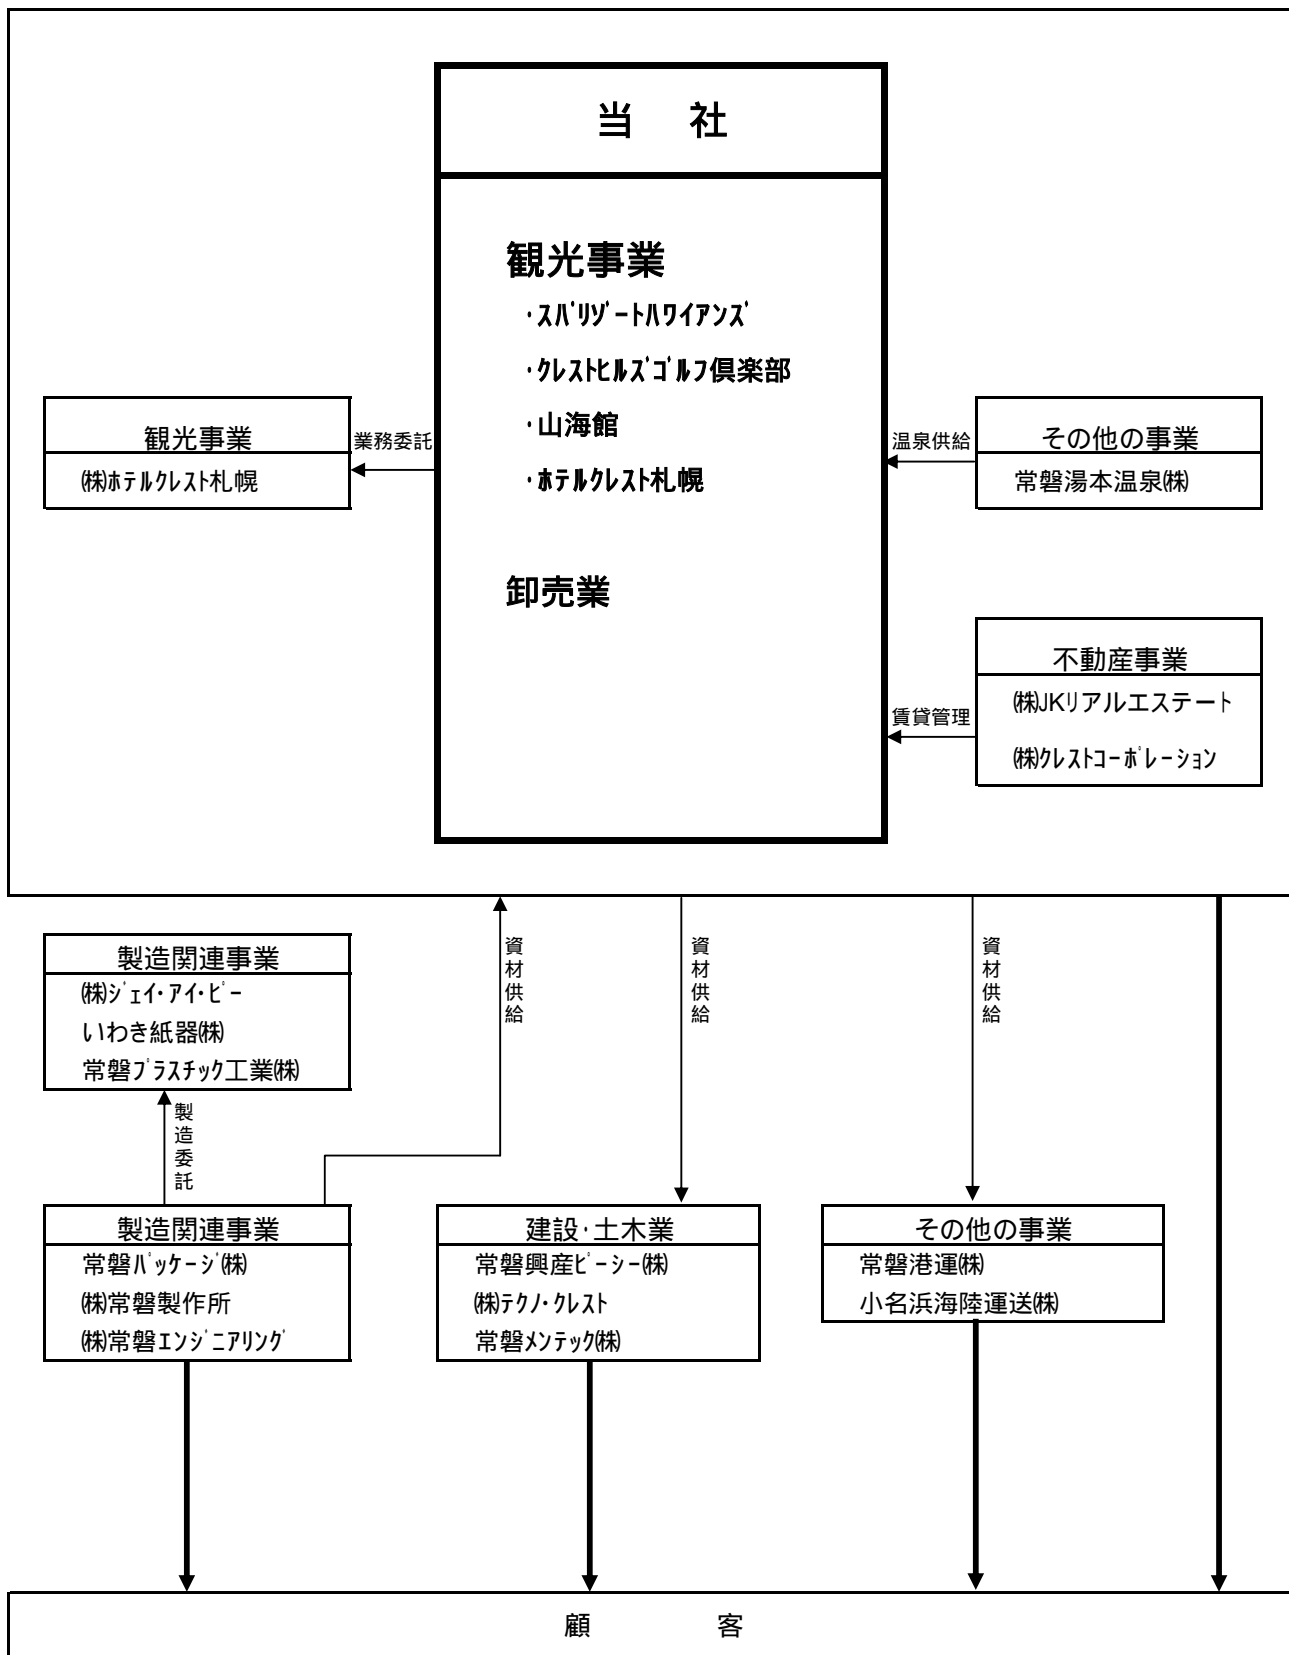 当 社
観光事業
・ｽﾊﾟﾘｿﾞｰﾄﾊﾜｲｱﾝｽﾞ
・ｸﾚｽﾄﾋﾙｽﾞｺﾞﾙﾌ倶楽部
・山海館
・ﾎﾃﾙｸﾚｽﾄ札幌
卸売業
観光事業
㈱ﾎﾃﾙｸﾚｽﾄ札幌
業務委託
温泉供給
その他の事業
常磐湯本温泉㈱
賃貸管理
不動産事業
㈱JKリアルエステート
㈱ｸﾚｽﾄｺｰﾎﾟﾚｰｼｮﾝ
製造関連事業
㈱ｼﾞｪｲ・ｱｲ・ﾋﾟｰ
いわき紙器㈱
常磐ﾌﾟﾗｽﾁｯｸ工業㈱
製造委託
資材供給
資材供給
資材供給
製造関連事業
常磐ﾊﾟｯｹｰｼﾞ㈱
㈱常磐製作所
㈱常磐ｴﾝｼﾞﾆｱﾘﾝｸﾞ
建設・土木業
常磐興産ﾋﾟｰｼｰ㈱
㈱ﾃｸﾉ・ｸﾚｽﾄ
常磐ﾒﾝﾃｯｸ㈱
その他の事業
常磐港運㈱
小名浜海陸運送㈱
顧 客